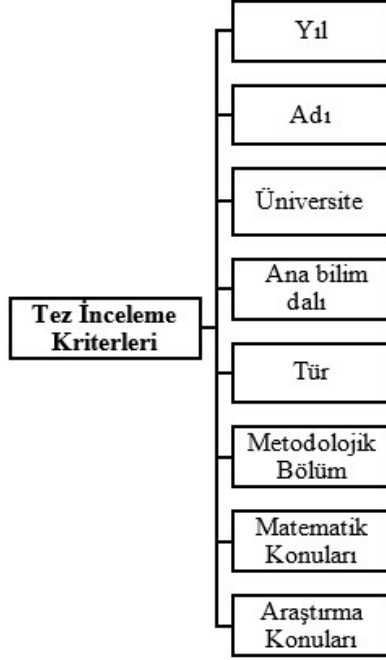 Tez İnceleme
Kriterleri
Yıl
Adı
Üniversite
Ana bilim
dalı
Tür
Metodolojik
Bölüm
Matematik
Konuları
Araştırma
Konuları